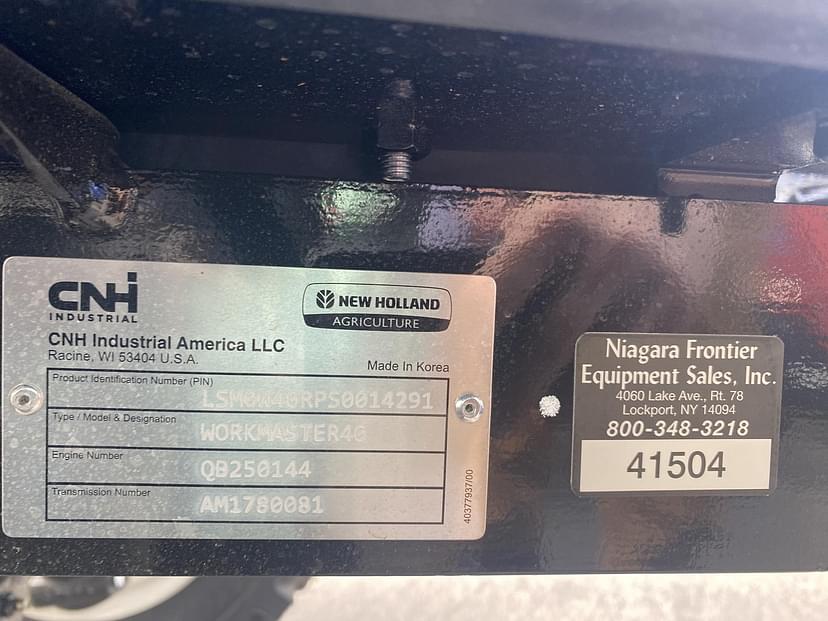 CNH
INDUSTRIAL
NEW HOLLAND
AGRICULTURE
CNH Industrial America LLC
Racine, WI 53404 U.S.A.
Made In Korea
Product Identification Number (PIN)
Type / Model & Designation
WORKMASTER40
Engine Number
QB250144
Transmission Number
AM1780081
40377937/00
Niagara Frontier
Equipment Sales, Inc.
4060 Lake Ave., Rt. 78
Lockport, NY 14094
800-348-3218
41504